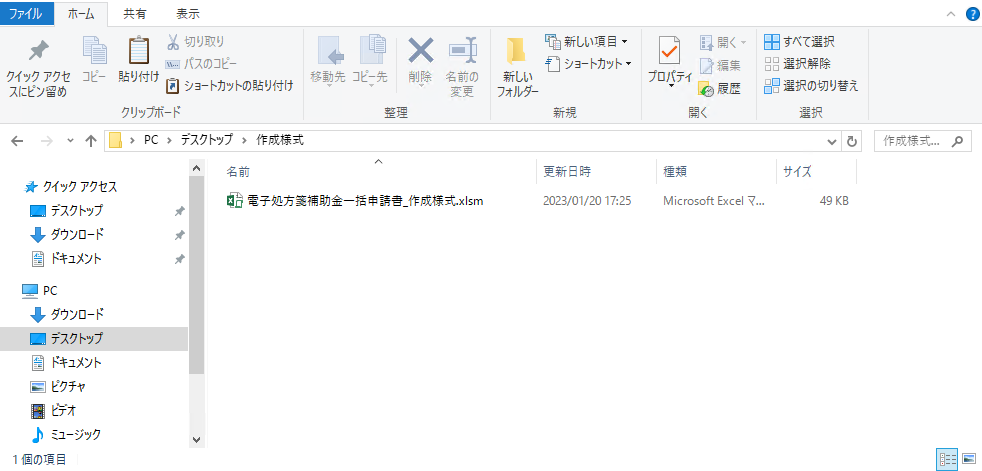 ファイル ホーム 共有 表示
クイック アクセスにピン留め
コピー
貼り付け
切り取り
パスのコピー
ショートカットの貼り付け
クリップボード
移動先
コピー先
削除
名前の変更
整理
新しいフォルダー
新しい項目
ショートカット
新規
プロパティ
開く
編集
履歴
開く
すべて選択
選択解除
選択の切り替え
選択
PC デスクトップ 作成様式
作成様式...
名前 更新日時 種類 サイズ
電子処方箋補助金一括申請書_作成様式.xlsm 2023/01/20 17:25 Microsoft Excel マ... 49 KB
クイック アクセス
デスクトップ
ダウンロード
ドキュメント
PC
ダウンロード
デスクトップ
ドキュメント
ピクチャ
ビデオ
ミュージック
1 個の項目